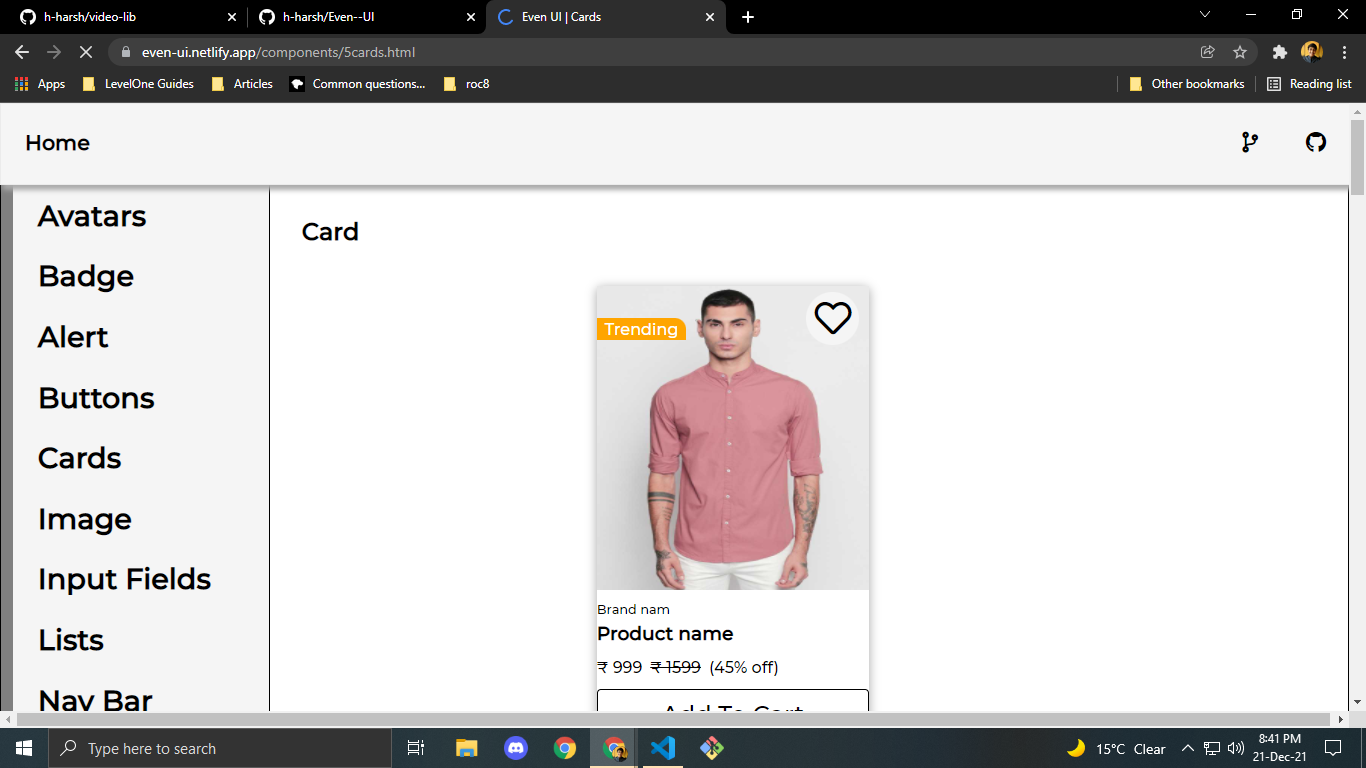 h-harsh/video-lib
h-harsh/Even--UI
Even UI | Cards
even-ui.netlify.app/components/5cards.html
Apps
LevelOne Guides
Articles
Common questions...
roc8
Other bookmarks
Reading list
Home
Avatars
Badge
Alert
Buttons
Cards
Image
Input Fields
Lists
Nav Bar
Card
Trending
Brand nam
Product name
₹ 999 ₹ 1599 (45% off)
Add To Cart
Type here to search
15°C Clear
8:41 PM
21-Dec-21